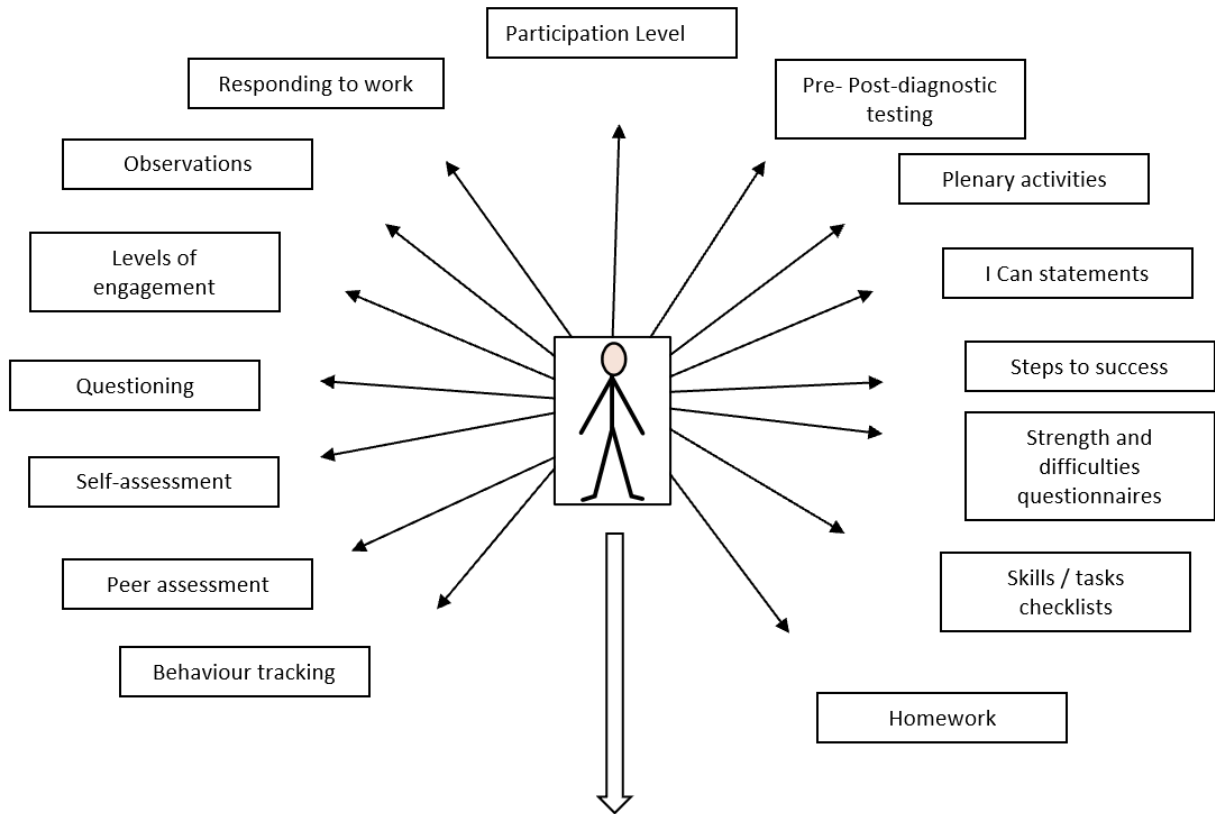 Participation Level
Responding to work
Pre- Post-diagnostic
testing
Observations
Plenary activities
Levels of
engagement
I Can statements
Questioning
Steps to success
Self-assessment
Strength and
difficulties
questionnaires
Peer assessment
Skills / tasks
checklists
Behaviour tracking
Homework